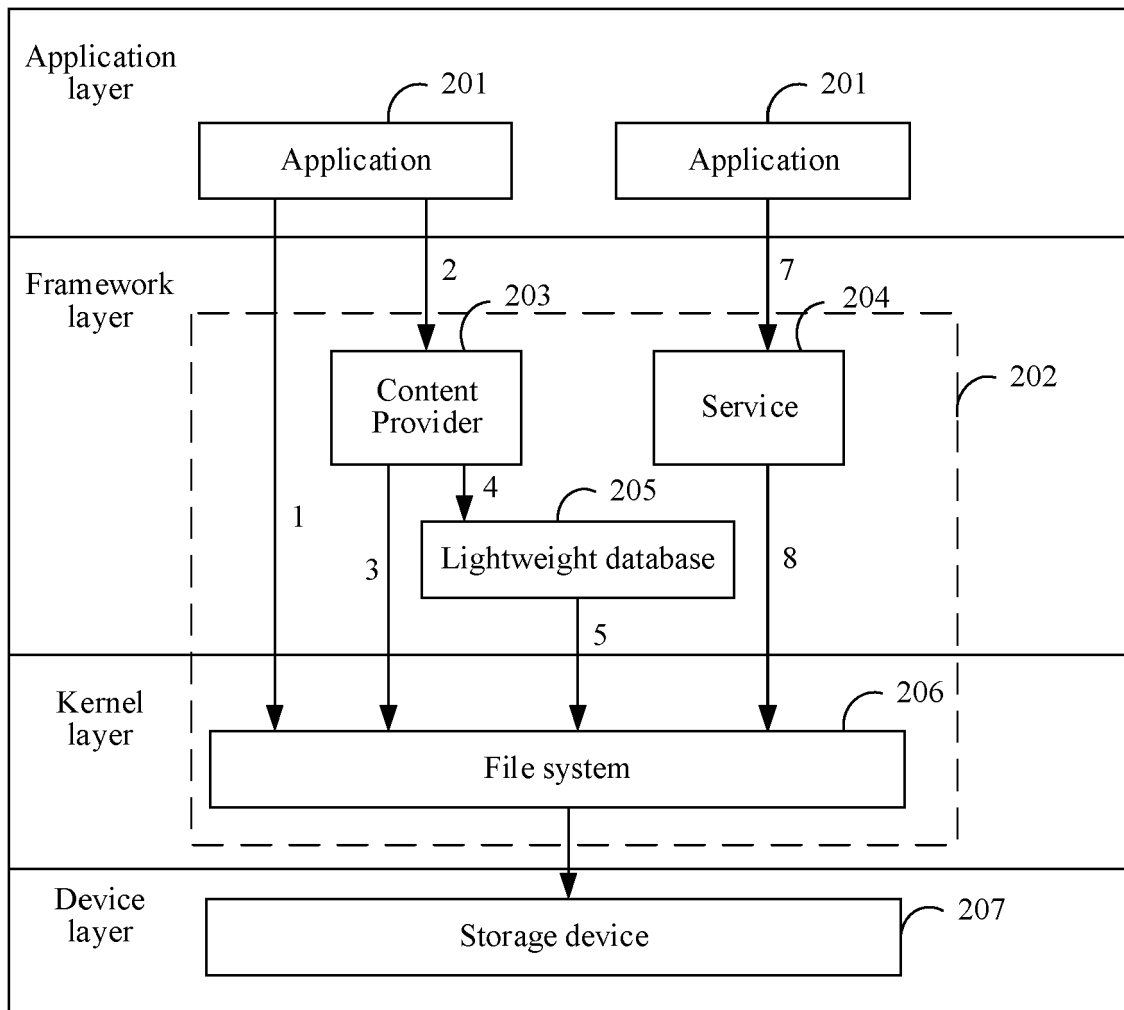 Application
layer
201
201
Application
Application
Framework
layer
2
7
203
204
202
Content
Provider
Service
4
205
1
3
Lightweight database
8
5
Kernel
layer
206
File system
Device
layer
207
Storage device